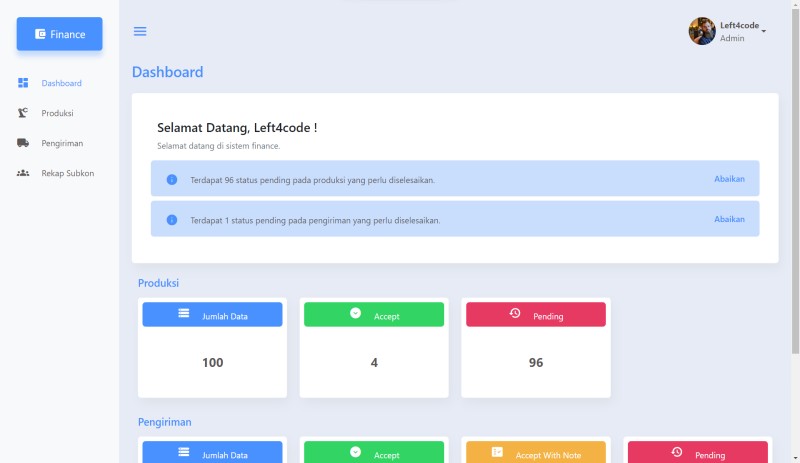 Finance
Left4code
Admin
Dashboard
Dashboard
Produksi
Pengiriman
Rekap Subkon
Selamat Datang, Left4code !
Selamat datang di sistem finance.
Terdapat 96 status pending pada produksi yang perlu diselesaikan.
Abaikan
Terdapat 1 status pending pada pengiriman yang perlu diselesaikan.
Abaikan
Produksi
Jumlah Data
Accept
Pending
100
4
96
Pengiriman
Jumlah Data
Accept
Accept With Note
Pending